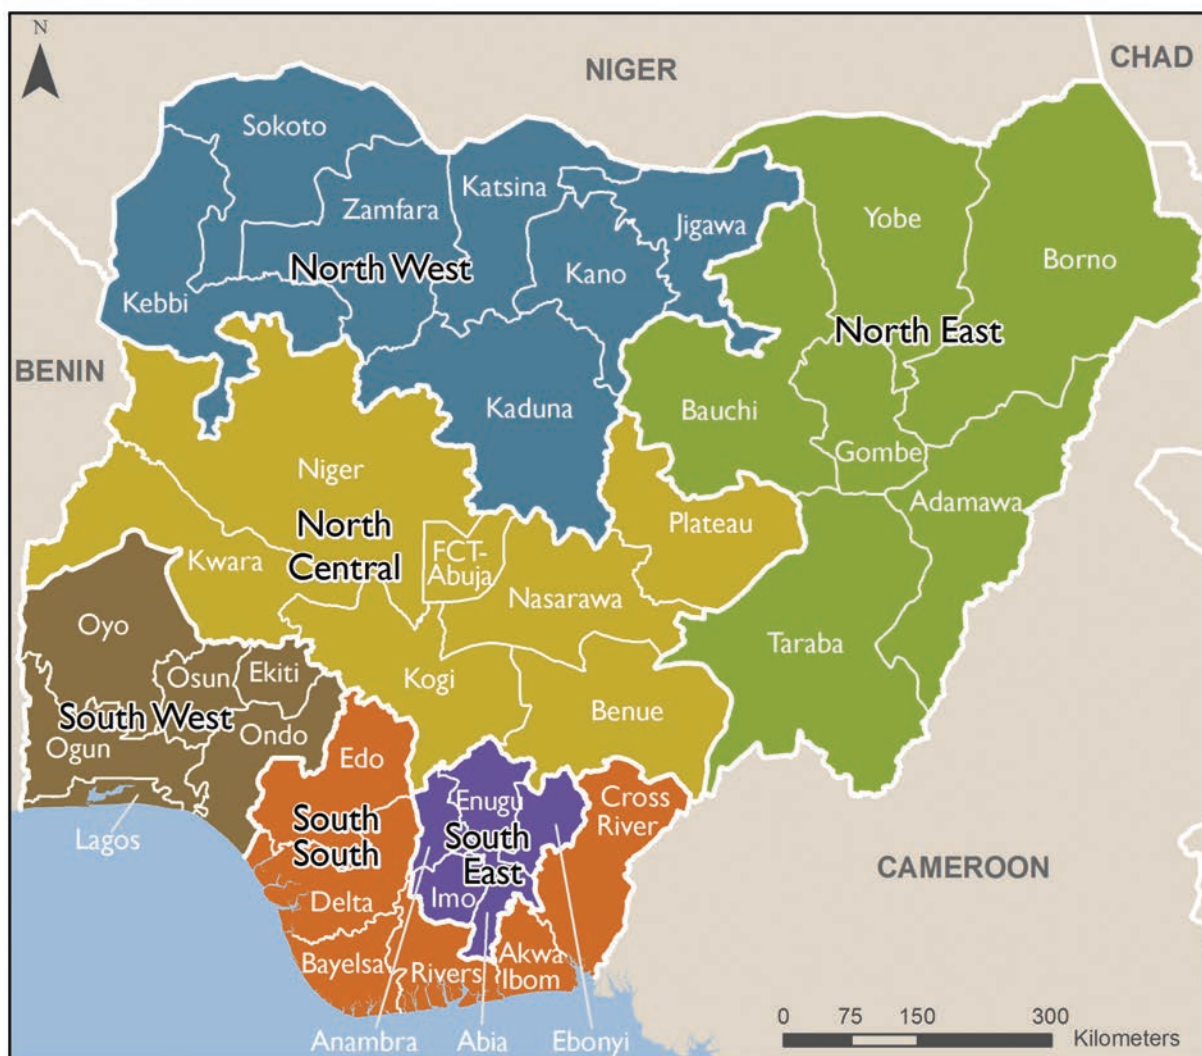 N
NIGER
CHAD
Sokoto
Katsina
Zamfara
Jigawa
Yobe
Kano
Borno
North West
Kebbi
North East
BENIN
Kaduna
Bauchi
Gombe
Niger
Adamawa
Plateau
North
Central
FCT-
Abuja
Kwara
Nasarawa
Oyo
Taraba
Osun
Ekiti
Kogi
Benue
South West
Ogun
Ondo
Edo
Enugu
Cross
River
South
South
South
East
Lagos
CAMEROON
Imo
Delta
Bayelsa
Rivers
Akwa
Ibom
Anambra
Abia
Ebonyi
0 75 150 300
Kilometers